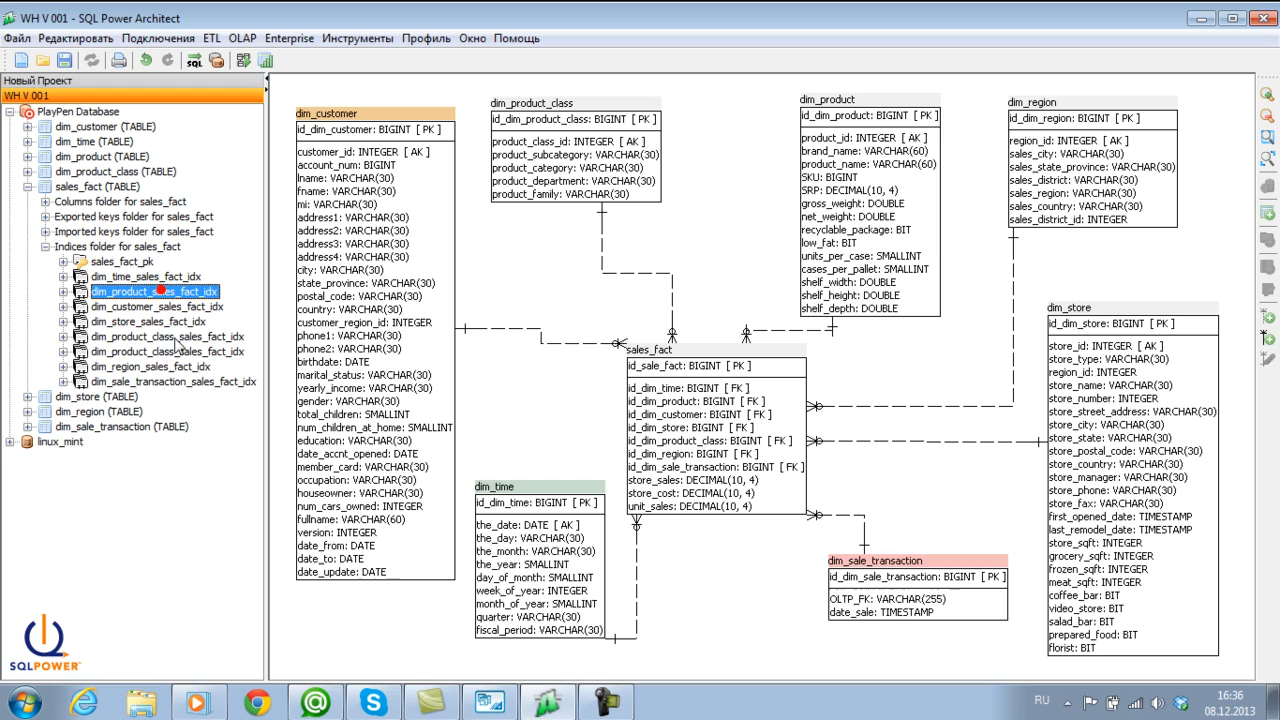 WH V 001 - SQL Power Architect
Файл Редактировать Подключения ETL OLAP Enterprise Инструменты Профиль Окно Помощь
SQL
Новый Проект
WH V 001
PlayPen Database
dim_customer (TABLE)
dim_time (TABLE)
dim_product (TABLE)
dim_product_class (TABLE)
sales_fact (TABLE)
Columns folder for sales_fact
Exported keys folder for sales_fact
Imported keys folder for sales_fact
Indices folder for sales_fact
sales_fact_pk
dim_time_sales_fact_idx
dim_product_sales_fact_idx
dim_customer_sales_fact_idx
dim_store_sales_fact_idx
dim_product_class_sales_fact_idx
dim_product_class_sales_fact_idx
dim_region_sales_fact_idx
dim_sale_transaction_sales_fact_idx
dim_store (TABLE)
dim_region (TABLE)
dim_sale_transaction (TABLE)
linux_mint
SQLPOWER
dim_customer
id_dim_customer: BIGINT [ PK ]
customer_id: INTEGER [ AK ]
account_num: BIGINT
lname: VARCHAR(30)
fname: VARCHAR(30)
mi: VARCHAR(30)
address1: VARCHAR(30)
address2: VARCHAR(30)
address3: VARCHAR(30)
address4: VARCHAR(30)
city: VARCHAR(30)
state_province: VARCHAR(30)
postal_code: VARCHAR(30)
country: VARCHAR(30)
customer_region_id: INTEGER
phone1: VARCHAR(30)
phone2: VARCHAR(30)
birthdate: DATE
marital_status: VARCHAR(30)
yearly_income: VARCHAR(30)
gender: VARCHAR(30)
total_children: SMALLINT
num_children_at_home: SMALLINT
education: VARCHAR(30)
date_accnt_opened: DATE
member_card: VARCHAR(30)
occupation: VARCHAR(30)
houseowner: VARCHAR(30)
num_cars_owned: INTEGER
fullname: VARCHAR(60)
version: INTEGER
date_from: DATE
date_to: DATE
date_update: DATE
dim_product_class
id_dim_product_class: BIGINT [ PK ]
product_class_id: INTEGER [ AK ]
product_subcategory: VARCHAR(30)
product_category: VARCHAR(30)
product_department: VARCHAR(30)
product_family: VARCHAR(30)
dim_product
id_dim_product: BIGINT [ PK ]
product_id: INTEGER [ AK ]
brand_name: VARCHAR(60)
product_name: VARCHAR(60)
SKU: BIGINT
SRP: DECIMAL(10, 4)
gross_weight: DOUBLE
net_weight: DOUBLE
recyclable_package: BIT
low_fat: BIT
units_per_case: SMALLINT
cases_per_pallet: SMALLINT
shelf_width: DOUBLE
shelf_height: DOUBLE
shelf_depth: DOUBLE
dim_region
id_dim_region: BIGINT [ PK ]
region_id: INTEGER [ AK ]
sales_city: VARCHAR(30)
sales_state_province: VARCHAR(30)
sales_district: VARCHAR(30)
sales_region: VARCHAR(30)
sales_country: VARCHAR(30)
sales_district_id: INTEGER
sales_fact
id_sale_fact: BIGINT [ PK ]
id_dim_time: BIGINT [ FK ]
id_dim_product: BIGINT [ FK ]
id_dim_customer: BIGINT [ FK ]
id_dim_store: BIGINT [ FK ]
id_dim_product_class: BIGINT [ FK ]
id_dim_region: BIGINT [ FK ]
id_dim_sale_transaction: BIGINT [ FK ]
store_sales: DECIMAL(10, 4)
store_cost: DECIMAL(10, 4)
unit_sales: DECIMAL(10, 4)
dim_store
id_dim_store: BIGINT [ PK ]
store_id: INTEGER [ AK ]
store_type: VARCHAR(30)
region_id: INTEGER
store_name: VARCHAR(30)
store_number: INTEGER
store_street_address: VARCHAR(30)
store_city: VARCHAR(30)
store_state: VARCHAR(30)
store_postal_code: VARCHAR(30)
store_country: VARCHAR(30)
store_manager: VARCHAR(30)
store_phone: VARCHAR(30)
store_fax: VARCHAR(30)
first_opened_date: TIMESTAMP
last_remodel_date: TIMESTAMP
store_sqft: INTEGER
grocery_sqft: INTEGER
frozen_sqft: INTEGER
meat_sqft: INTEGER
coffee_bar: BIT
video_store: BIT
salad_bar: BIT
prepared_food: BIT
florist: BIT
dim_time
id_dim_time: BIGINT [ PK ]
the_date: DATE [ AK ]
the_day: VARCHAR(30)
the_month: VARCHAR(30)
the_year: SMALLINT
day_of_month: SMALLINT
week_of_year: INTEGER
month_of_year: SMALLINT
quarter: VARCHAR(30)
fiscal_period: VARCHAR(30)
dim_sale_transaction
id_dim_sale_transaction: BIGINT [ PK ]
OLTP_FK: VARCHAR(255)
date_sale: TIMESTAMP
RU
16:36
08.12.2013